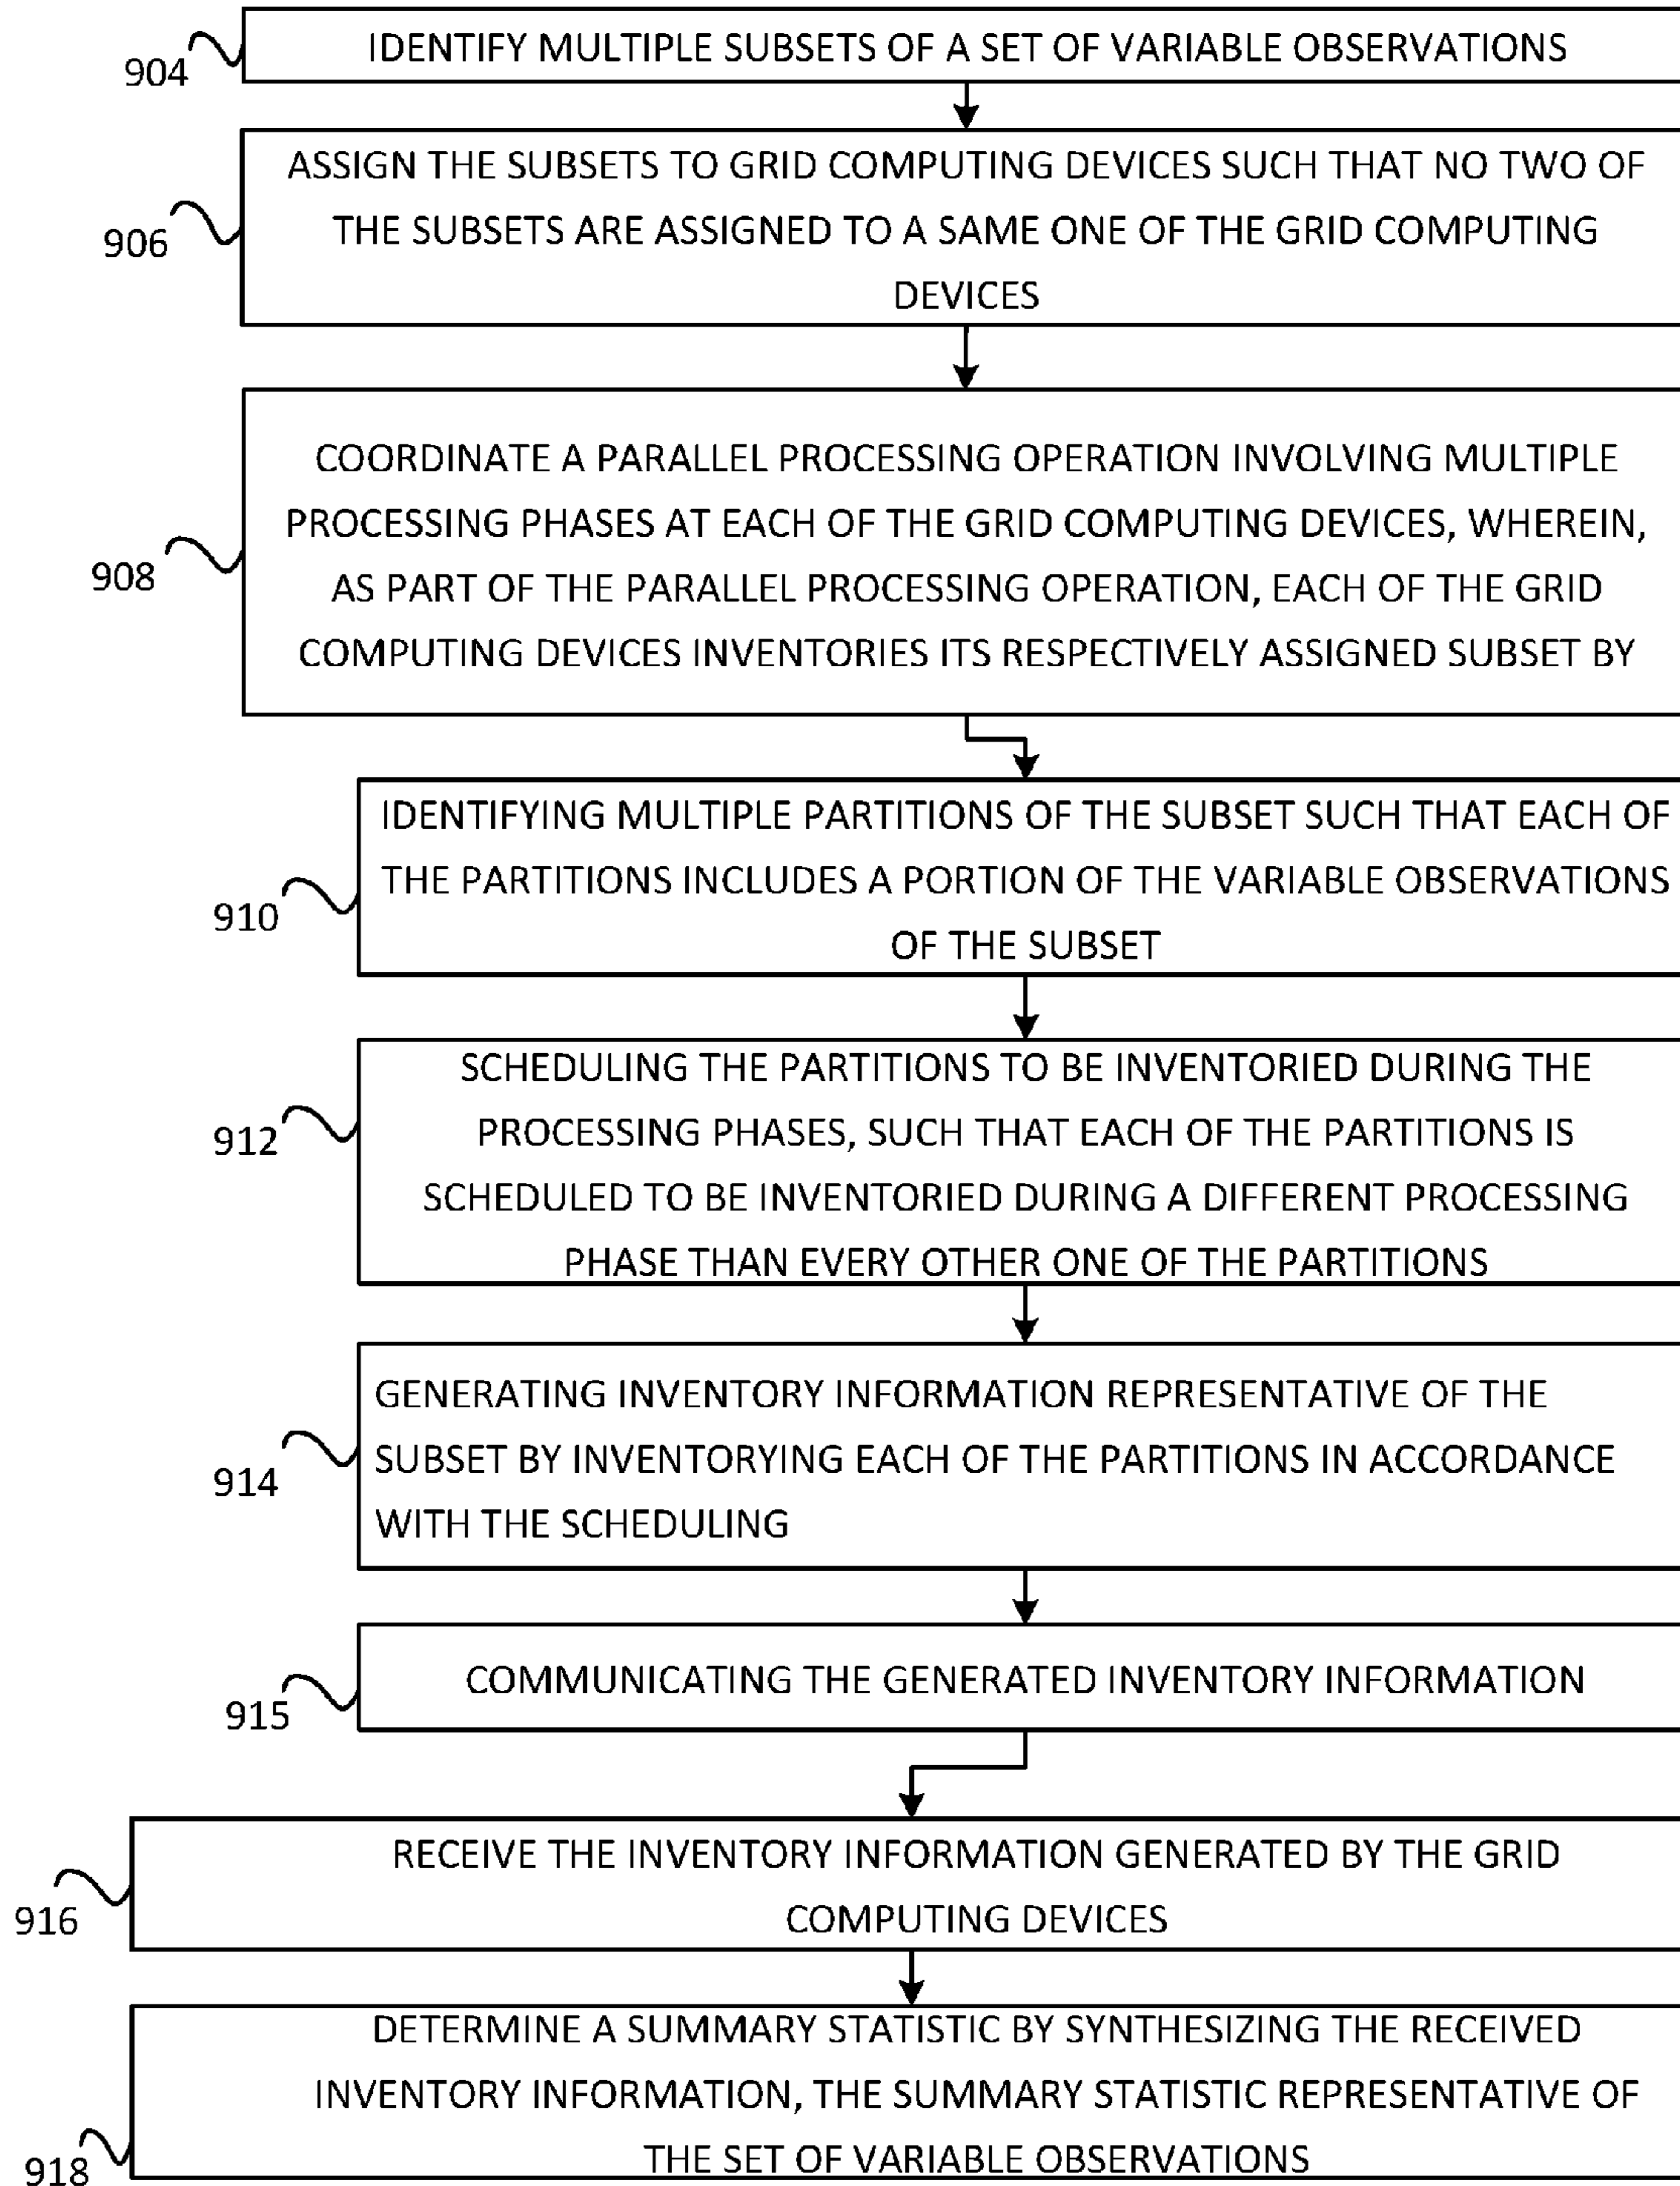 IDENTIFY MULTIPLE SUBSETS OF A SET OF VARIABLE OBSERVATIONS
904
ASSIGN THE SUBSETS TO GRID COMPUTING DEVICES SUCH THAT NO TWO OF
THE SUBSETS ARE ASSIGNED TO A SAME ONE OF THE GRID COMPUTING
DEVICES
906
COORDINATE A PARALLEL PROCESSING OPERATION INVOLVING MULTIPLE
PROCESSING PHASES AT EACH OF THE GRID COMPUTING DEVICES, WHEREIN,
AS PART OF THE PARALLEL PROCESSING OPERATION, EACH OF THE GRID
COMPUTING DEVICES INVENTORIES ITS RESPECTIVELY ASSIGNED SUBSET BY
908
IDENTIFYING MULTIPLE PARTITIONS OF THE SUBSET SUCH THAT EACH OF
THE PARTITIONS INCLUDES A PORTION OF THE VARIABLE OBSERVATIONS
OF THE SUBSET
910
SCHEDULING THE PARTITIONS TO BE INVENTORIED DURING THE
PROCESSING PHASES, SUCH THAT EACH OF THE PARTITIONS IS
SCHEDULED TO BE INVENTORIED DURING A DIFFERENT PROCESSING
PHASE THAN EVERY OTHER ONE OF THE PARTITIONS
912
GENERATING INVENTORY INFORMATION REPRESENTATIVE OF THE
SUBSET BY INVENTORYING EACH OF THE PARTITIONS IN ACCORDANCE
WITH THE SCHEDULING
914
COMMUNICATING THE GENERATED INVENTORY INFORMATION
915
RECEIVE THE INVENTORY INFORMATION GENERATED BY THE GRID
COMPUTING DEVICES
916
DETERMINE A SUMMARY STATISTIC BY SYNTHESIZING THE RECEIVED
INVENTORY INFORMATION, THE SUMMARY STATISTIC REPRESENTATIVE OF
THE SET OF VARIABLE OBSERVATIONS
918